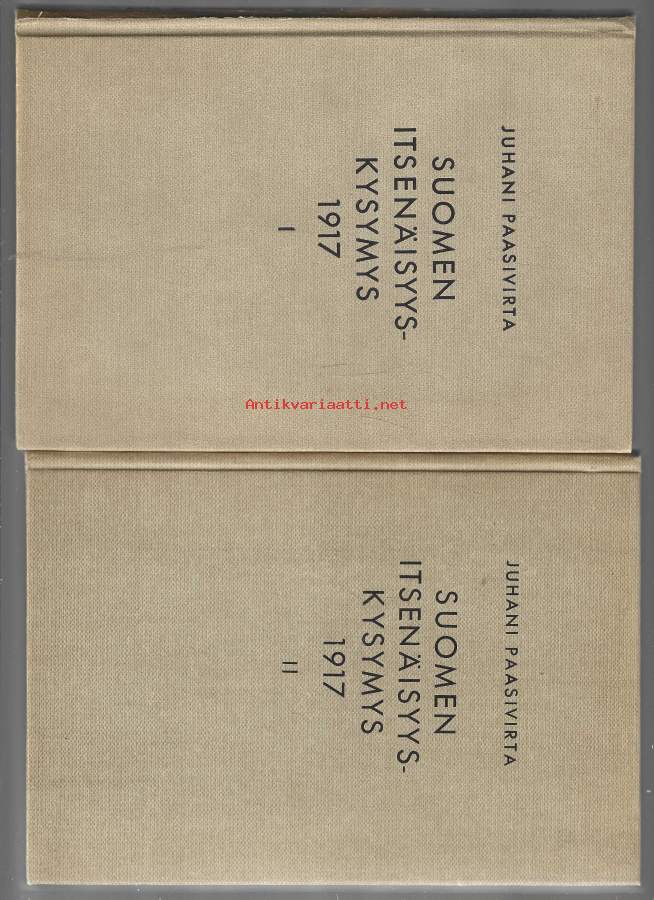 JUHANI PAASIVIRTA
SUOMEN
ITSENÄISYYS-
KYSYMYS
1917
I
Antikvariaatti.net
JUHANI PAASIVIRTA
SUOMEN
ITSENÄISYYS-
KYSYMYS
1917
II